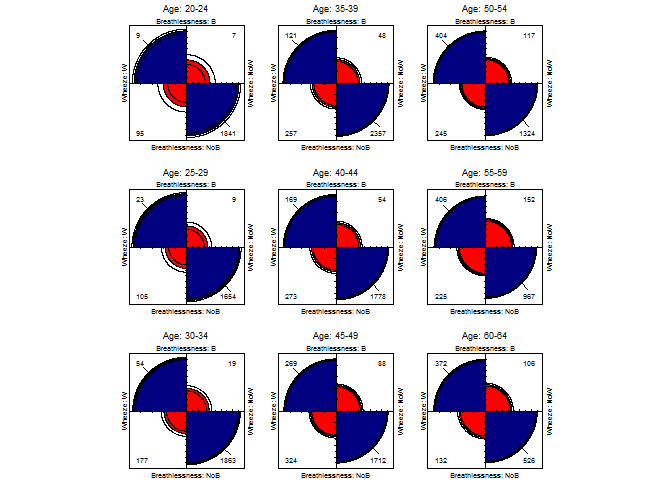 Age: 20-24
Breathlessness: B
9 7
Wheeze: W
Wheeze: NoW
95 1841
Breathlessness: NoB
Age: 35-39
Breathlessness: B
121 48
Wheeze: W
Wheeze: NoW
257 2357
Breathlessness: NoB
Age: 50-54
Breathlessness: B
404 117
Wheeze: W
Wheeze: NoW
245 1324
Breathlessness: NoB
Age: 25-29
Breathlessness: B
23 9
Wheeze: W
Wheeze: NoW
105 1654
Breathlessness: NoB
Age: 40-44
Breathlessness: B
169 54
Wheeze: W
Wheeze: NoW
273 1778
Breathlessness: NoB
Age: 55-59
Breathlessness: B
406 152
Wheeze: W
Wheeze: NoW
225 967
Breathlessness: NoB
Age: 30-34
Breathlessness: B
54 19
Wheeze: W
Wheeze: NoW
177 1863
Breathlessness: NoB
Age: 45-49
Breathlessness: B
269 88
Wheeze: W
Wheeze: NoW
324 1712
Breathlessness: NoB
Age: 60-64
Breathlessness: B
372 106
Wheeze: W
Wheeze: NoW
132 526
Breathlessness: NoB